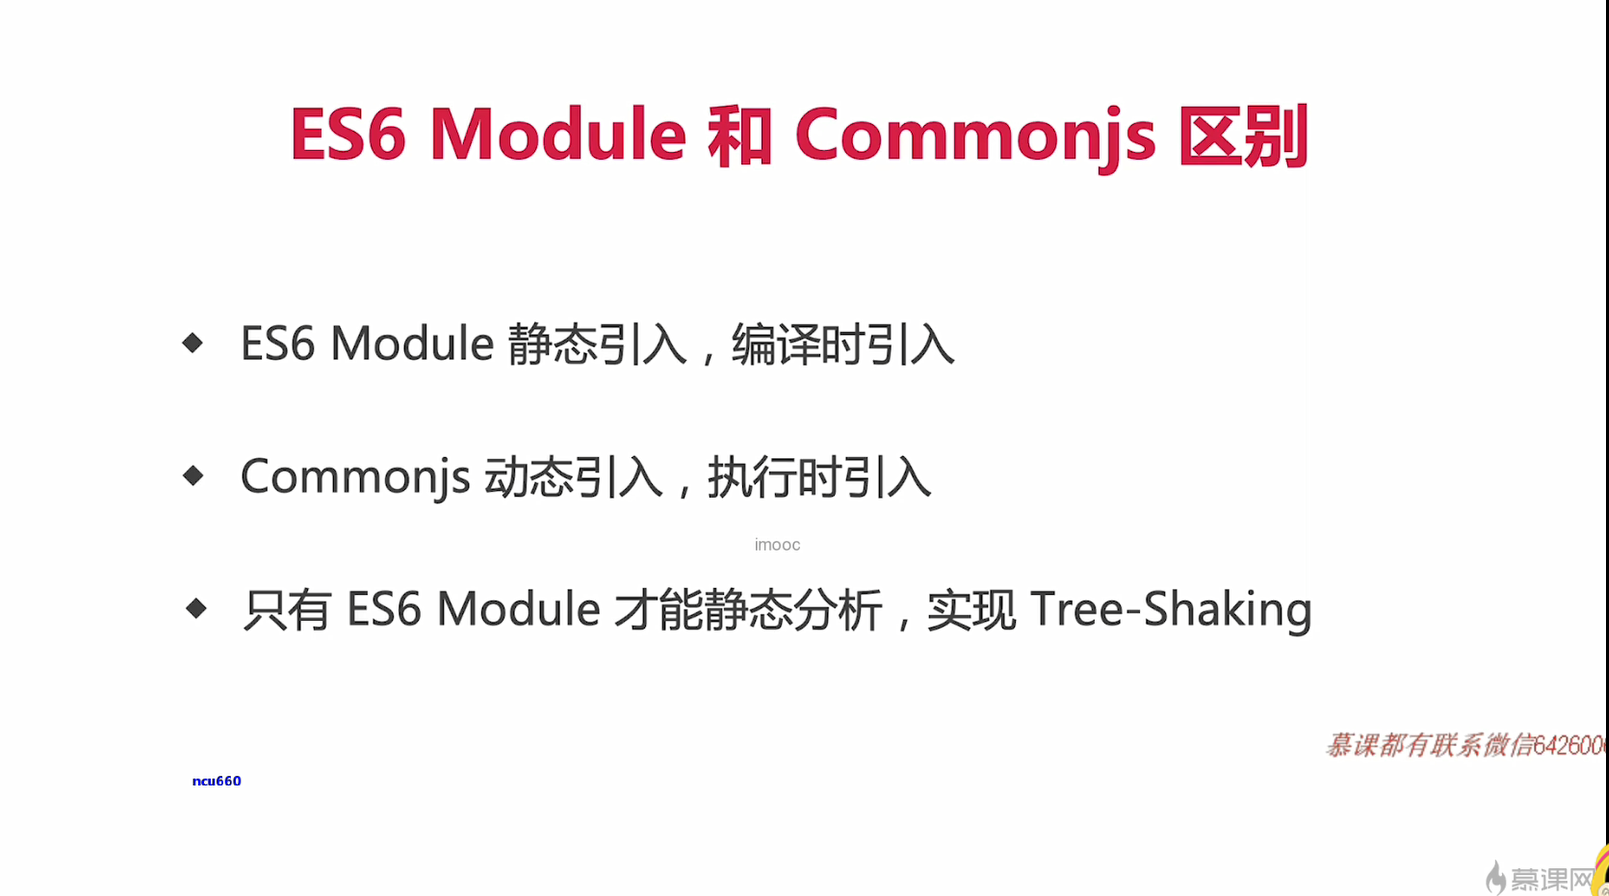 ES6 Module 和 Commonjs 区别
◆ ES6 Module 静态引入，编译时引入
◆ Commonjs 动态引入，执行时引入
imooc
◆ 只有 ES6 Module 才能静态分析，实现 Tree-Shaking
慕课都有联系微信642600
ncu660
慕课网